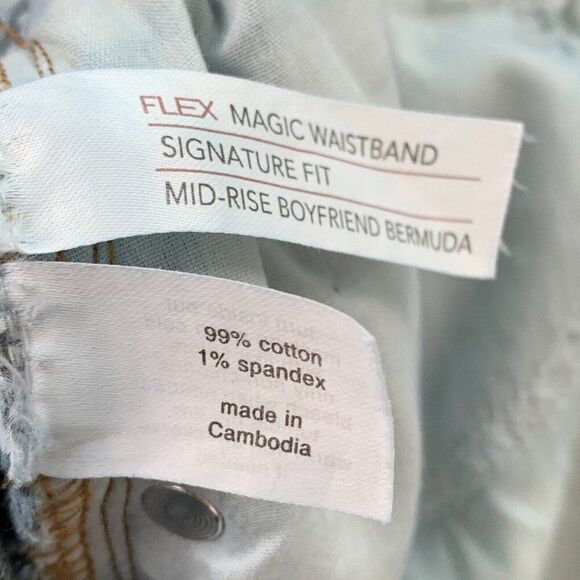 FLEX MAGIC WAISTBAND
SIGNATURE FIT
MID-RISE BOYFRIEND BERMUDA
99% cotton
1% spandex
made in
Cambodia